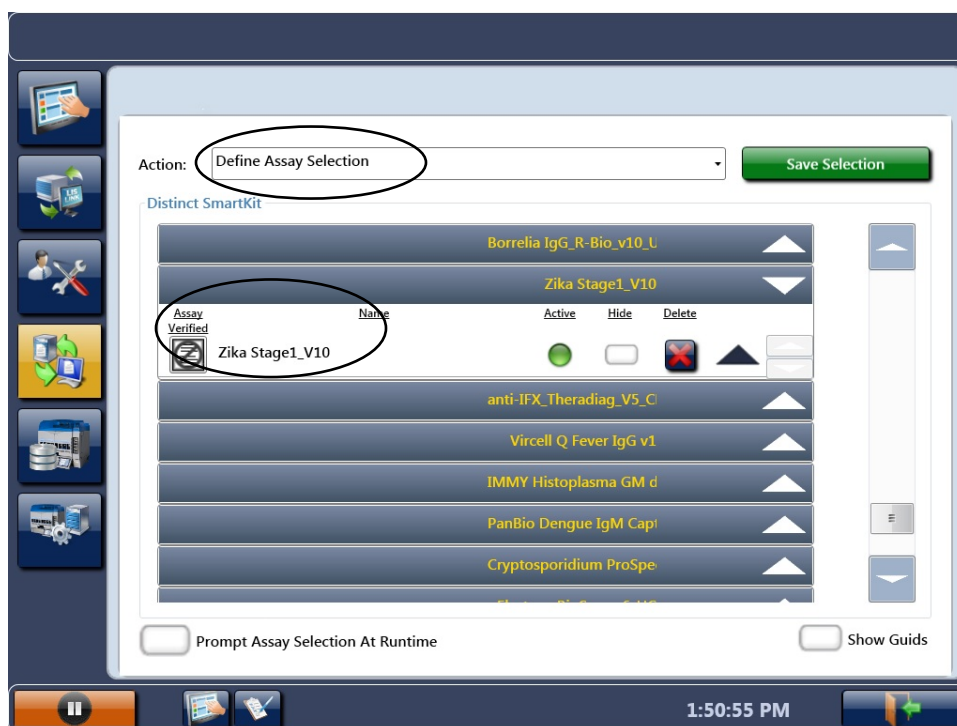 Action:
Define Assay Selection
Save Selection
LIS
LINK
Distinct SmartKit
Borrelia IgG_R-Bio_v10_U
Zika Stage1_V10
Assay
Verified
Name
Active
Hide
Delete
Zika Stage1_V10
anti-IFX_Theradiag_V5_C
Vircell Q Fever IgG v1
IMMY Histoplasma GM d
PanBio Dengue IgM Capt
Cryptosporidium ProSpe
Prompt Assay Selection At Runtime
Show Guids
1:50:55 PM